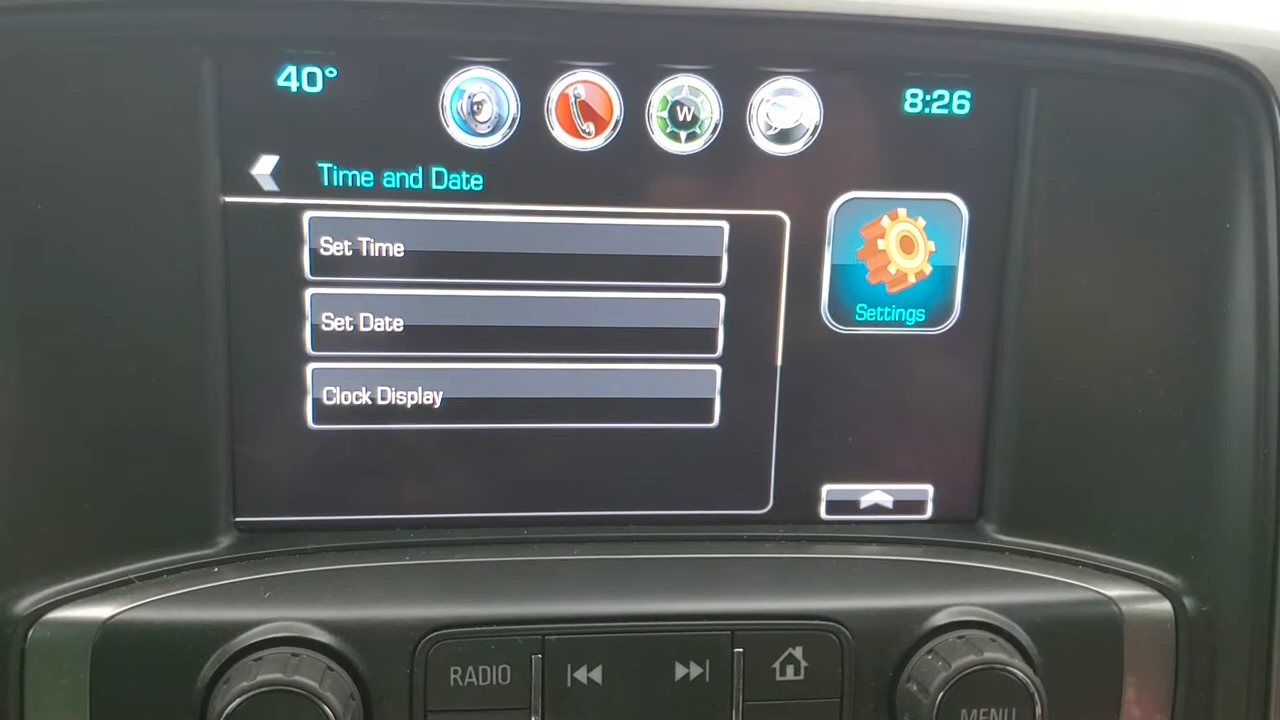 40°
W
8:26
Time and Date
Set Time
Set Date
Clock Display
Settings
RADIO
MENU